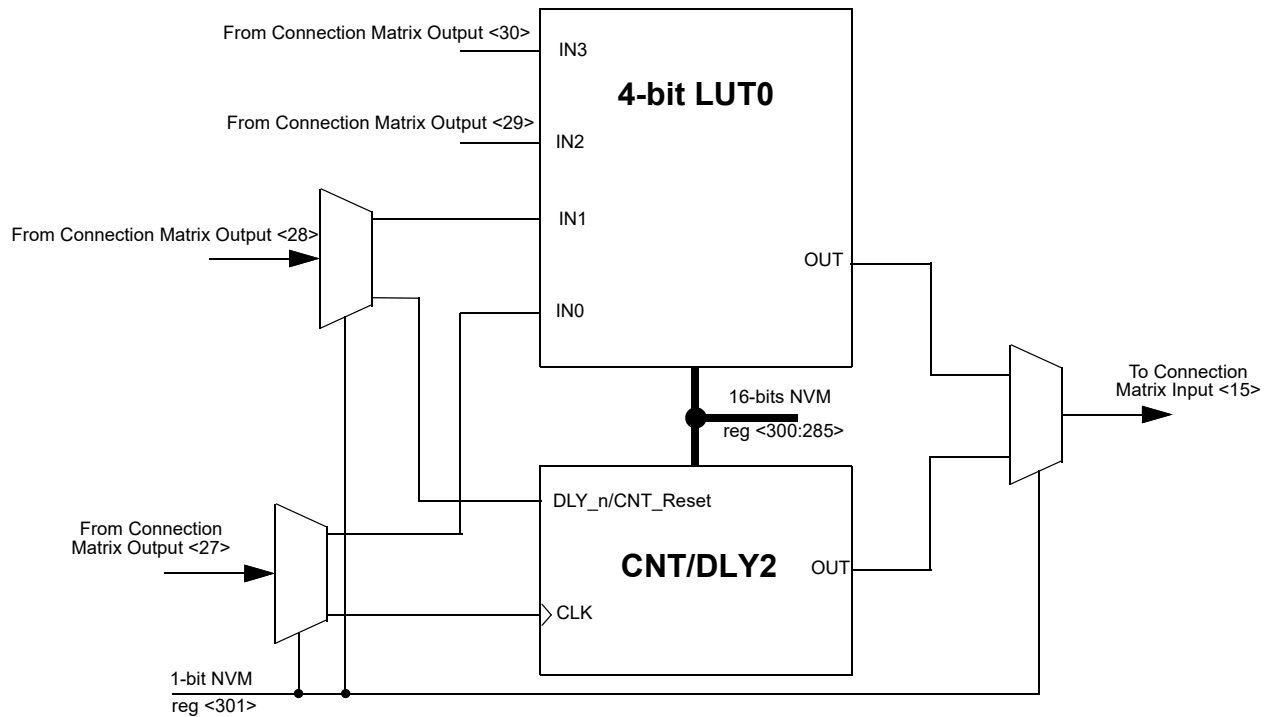 From Connection Matrix Output <30>
IN3
4-bit LUT0
From Connection Matrix Output <29>
IN2
IN1
From Connection Matrix Output <28>
OUT
IN0
To Connection
Matrix Input <15>
16-bits NVM
reg <300:285>
DLY_n/CNT_Reset
From Connection
Matrix Output <27>
CNT/DLY2
OUT
CLK
1-bit NVM
reg <301>